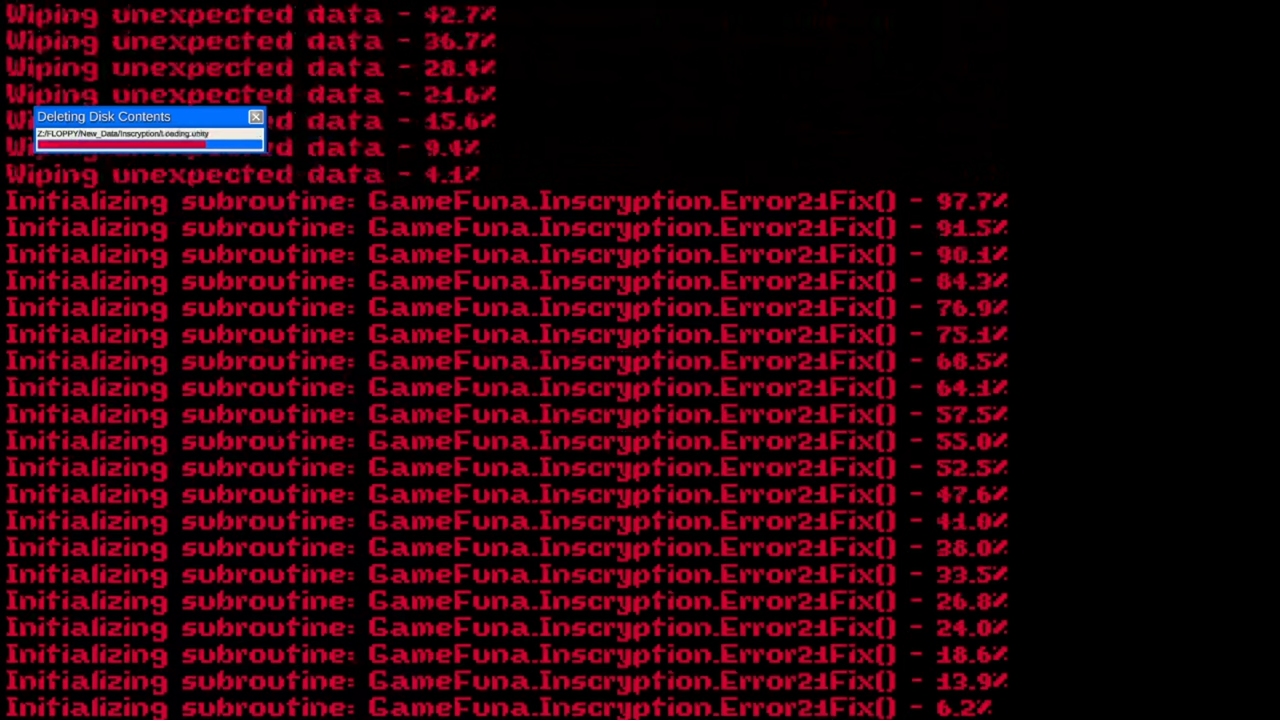 Wiping unexpected data - 42.7%
Wiping unexpected data - 36.7%
Wiping unexpected data - 28.4%
Wiping unexpected data - 21.6%
Deleting Disk Contents
Z:/FLOPPY/New_Data/Inscryption/Loading.unity
data - 15.6%
data - 9.4%
Wiping unexpected data - 4.1%
Initializing subroutine: GameFuna.Inscryption.Error21Fix() - 97.7%
Initializing subroutine: GameFuna.Inscryption.Error21Fix() - 91.5%
Initializing subroutine: GameFuna.Inscryption.Error21Fix() - 90.1%
Initializing subroutine: GameFuna.Inscryption.Error21Fix() - 84.3%
Initializing subroutine: GameFuna.Inscryption.Error21Fix() - 76.9%
Initializing subroutine: GameFuna.Inscryption.Error21Fix() - 75.1%
Initializing subroutine: GameFuna.Inscryption.Error21Fix() - 68.5%
Initializing subroutine: GameFuna.Inscryption.Error21Fix() - 64.1%
Initializing subroutine: GameFuna.Inscryption.Error21Fix() - 57.5%
Initializing subroutine: GameFuna.Inscryption.Error21Fix() - 55.0%
Initializing subroutine: GameFuna.Inscryption.Error21Fix() - 52.5%
Initializing subroutine: GameFuna.Inscryption.Error21Fix() - 47.6%
Initializing subroutine: GameFuna.Inscryption.Error21Fix() - 41.0%
Initializing subroutine: GameFuna.Inscryption.Error21Fix() - 38.0%
Initializing subroutine: GameFuna.Inscryption.Error21Fix() - 33.5%
Initializing subroutine: GameFuna.Inscryption.Error21Fix() - 26.8%
Initializing subroutine: GameFuna.Inscryption.Error21Fix() - 24.0%
Initializing subroutine: GameFuna.Inscryption.Error21Fix() - 18.6%
Initializing subroutine: GameFuna.Inscryption.Error21Fix() - 13.9%
Initializing subroutine: GameFuna.Inscryption.Error21Fix() - 6.2%